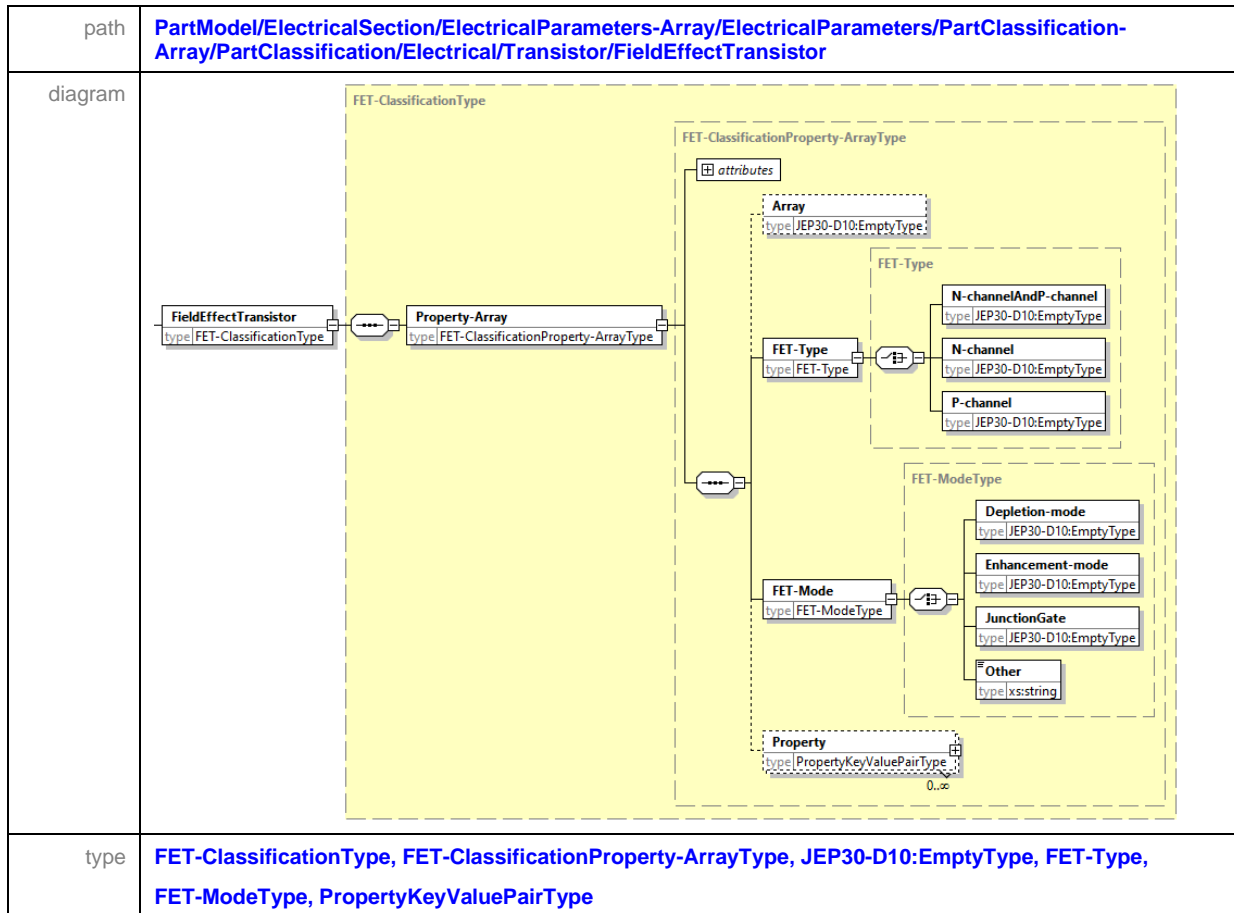 path
PartModel/ElectricalSection/ElectricalParameters-Array/ElectricalParameters/PartClassification-
Array/PartClassification/Electrical/Transistor/FieldEffectTransistor
diagram
FET-ClassificationType
FET-ClassificationProperty-ArrayType
attributes
Array
type JEP30-D10:EmptyType
FET-Type
N-channelAndP-channel
type JEP30-D10:EmptyType
FieldEffectTransistor
type FET-ClassificationType
Property-Array
type FET-ClassificationProperty-ArrayType
FET-Type
type FET-Type
N-channel
type JEP30-D10:EmptyType
P-channel
type JEP30-D10:EmptyType
FET-ModeType
Depletion-mode
type JEP30-D10:EmptyType
Enhancement-mode
type JEP30-D10:EmptyType
FET-Mode
type FET-ModeType
JunctionGate
type JEP30-D10:EmptyType
Other
type xs:string
Property
type PropertyKeyValuePairType
0..∞
type
FET-ClassificationType, FET-ClassificationProperty-ArrayType, JEP30-D10:EmptyType, FET-Type,
FET-ModeType, PropertyKeyValuePairType